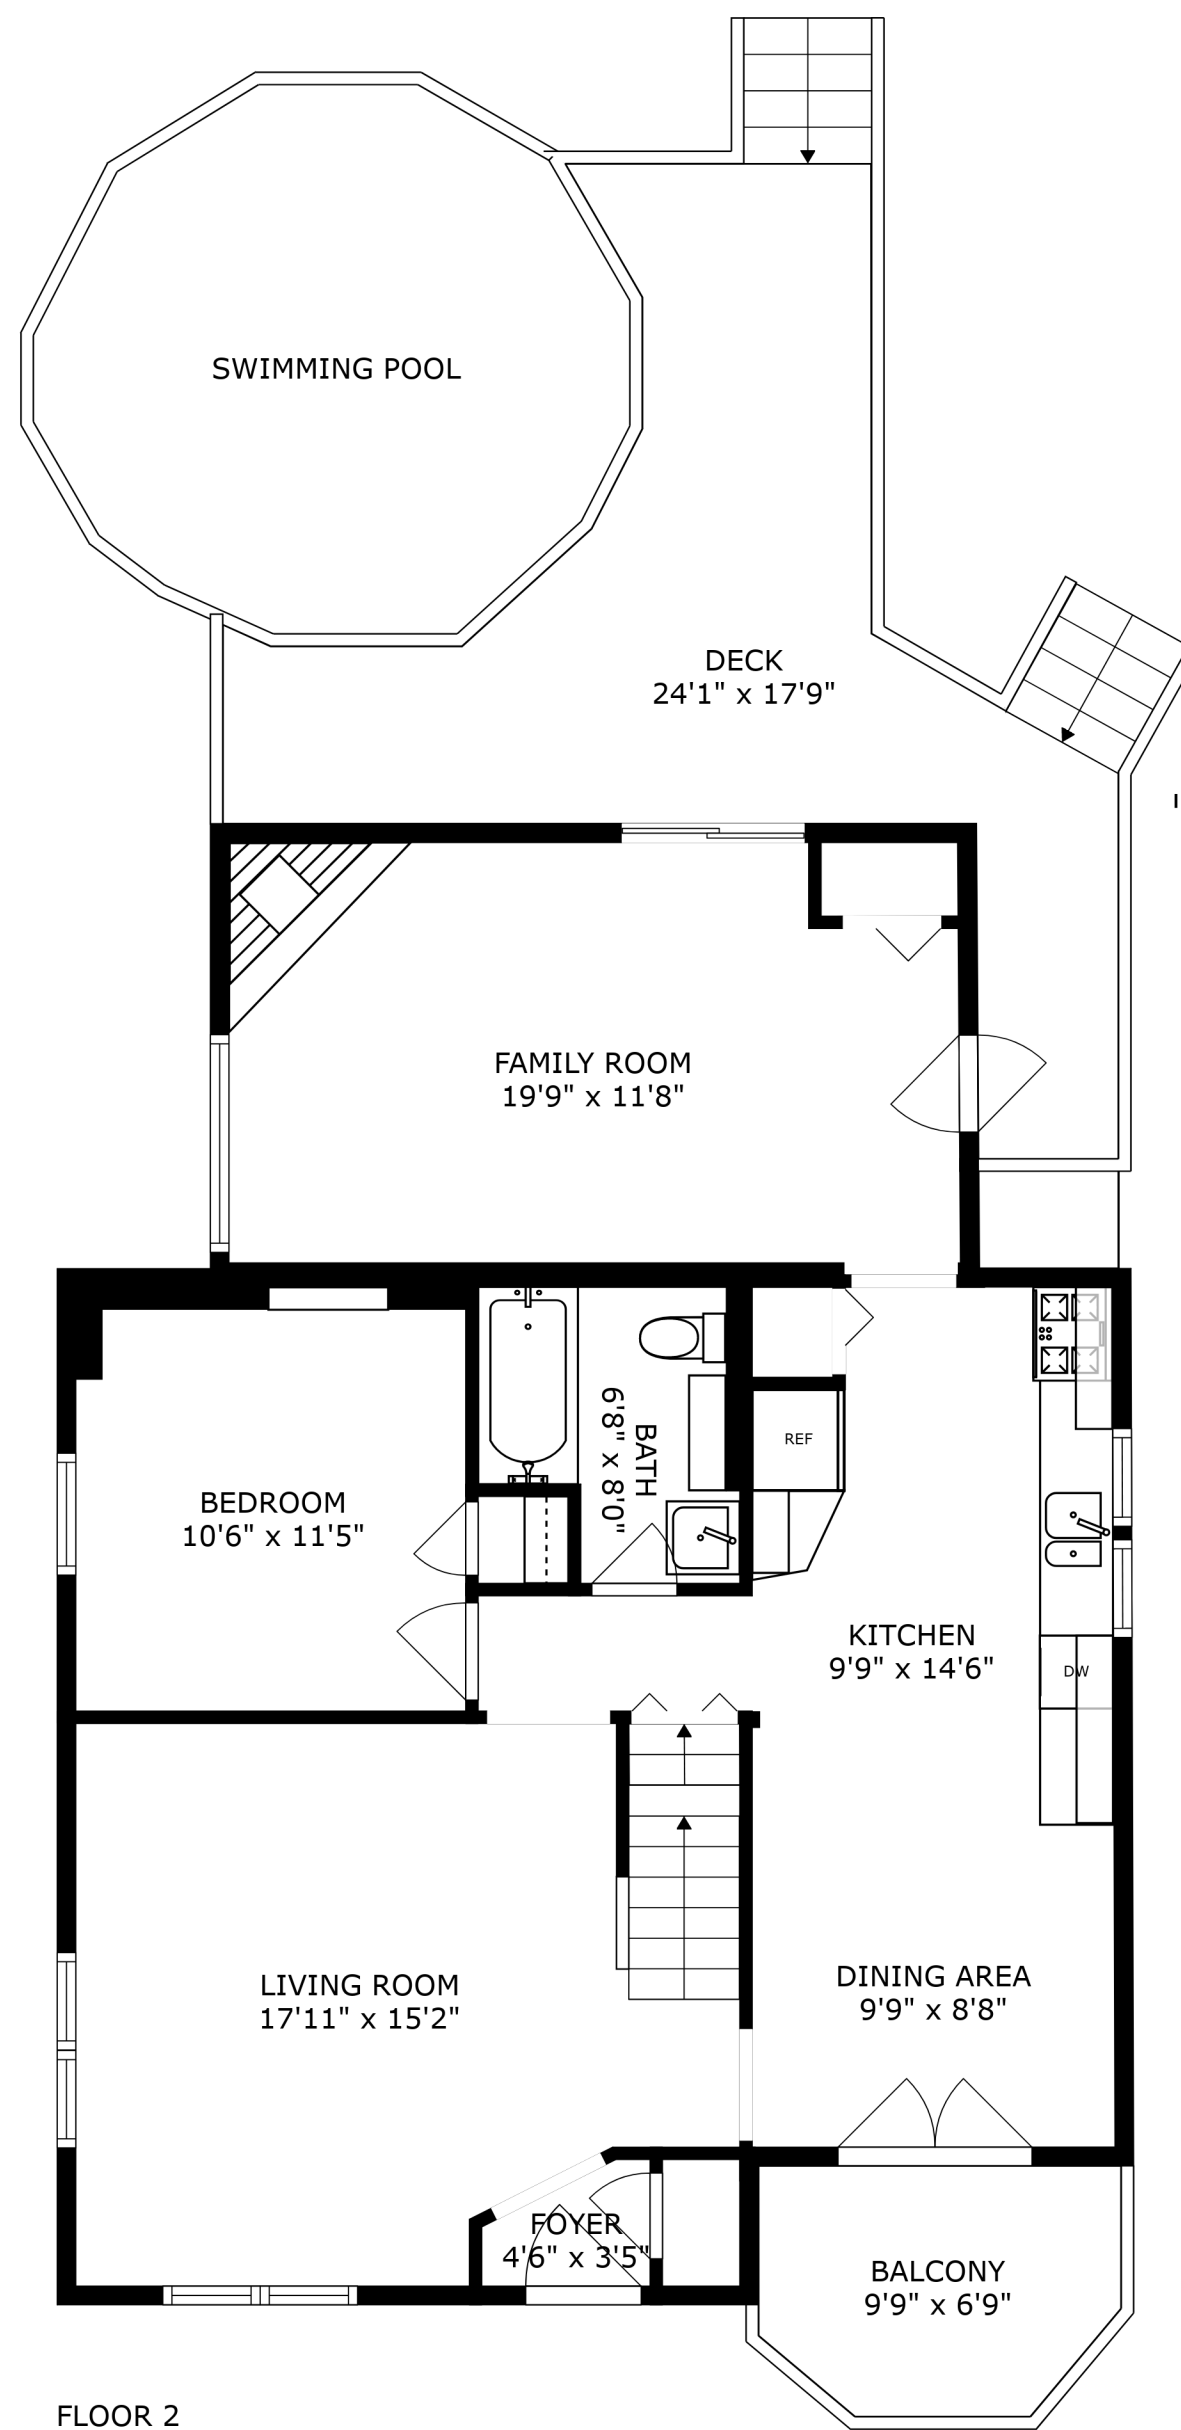 SWIMMING POOL
DECK
24'1" x 17'9"
FAMILY ROOM
19'9" x 11'8"
BATH
6'8" x 8'0"
REF
BEDROOM
10'6" x 11'5"
KITCHEN
9'9" x 14'6"
DW
LIVING ROOM
17'11" x 15'2"
DINING AREA
9'9" x 8'8"
FOYER
4'6" x 3'5"
BALCONY
9'9" x 6'9"
FLOOR 2